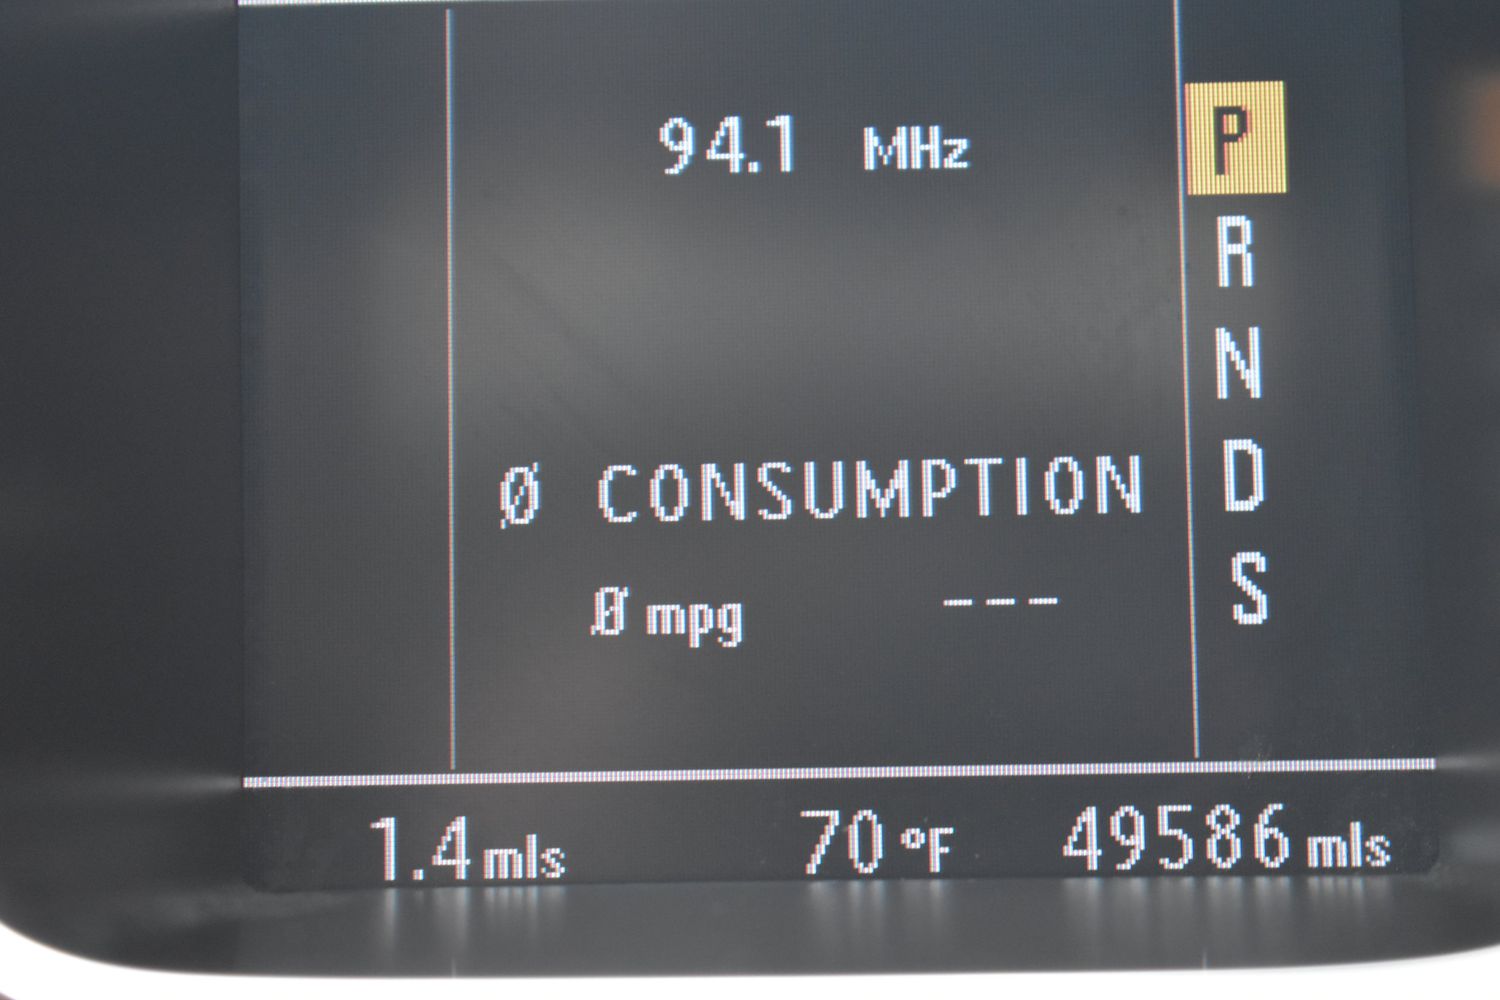 94.1 MHz
P
R
N
D
S
Ø CONSUMPTION
Ø mpg ---
1.4 mls 70 °F 49586 mls